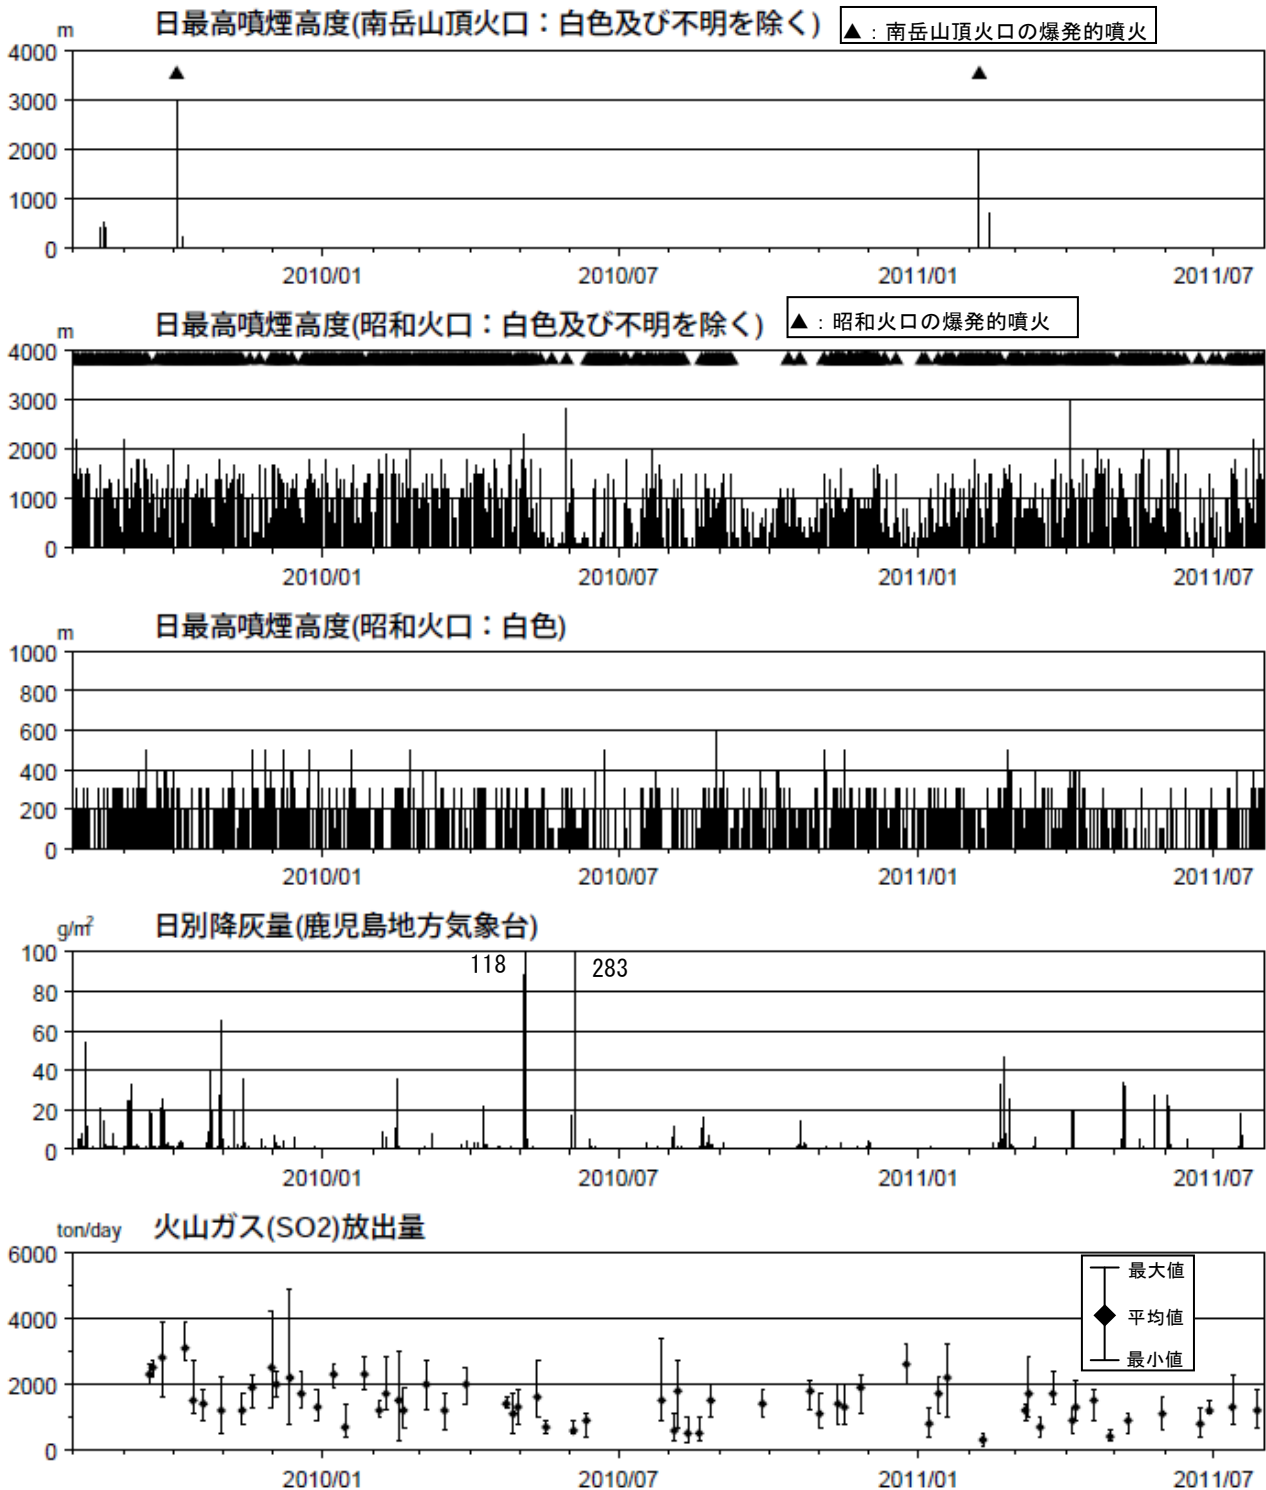 日最高噴煙高度(南岳山頂火口：白色及び不明を除く)
▲：南岳山頂火口の爆発的噴火
m
4000
3000
2000
1000
0
2010/01 2010/07 2011/01 2011/07
日最高噴煙高度(昭和火口：白色及び不明を除く)
▲：昭和火口の爆発的噴火
m
4000
3000
2000
1000
0
2010/01 2010/07 2011/01 2011/07
日最高噴煙高度(昭和火口：白色)
m
1000
800
600
400
200
0
2010/01 2010/07 2011/01 2011/07
日別降灰量(鹿児島地方気象台)
g/㎡
100
80
60
40
20
0
118
283
2010/01 2010/07 2011/01 2011/07
火山ガス(SO2)放出量
ton/day
6000
4000
2000
0
最大値
平均値
最小値
2010/01 2010/07 2011/01 2011/07